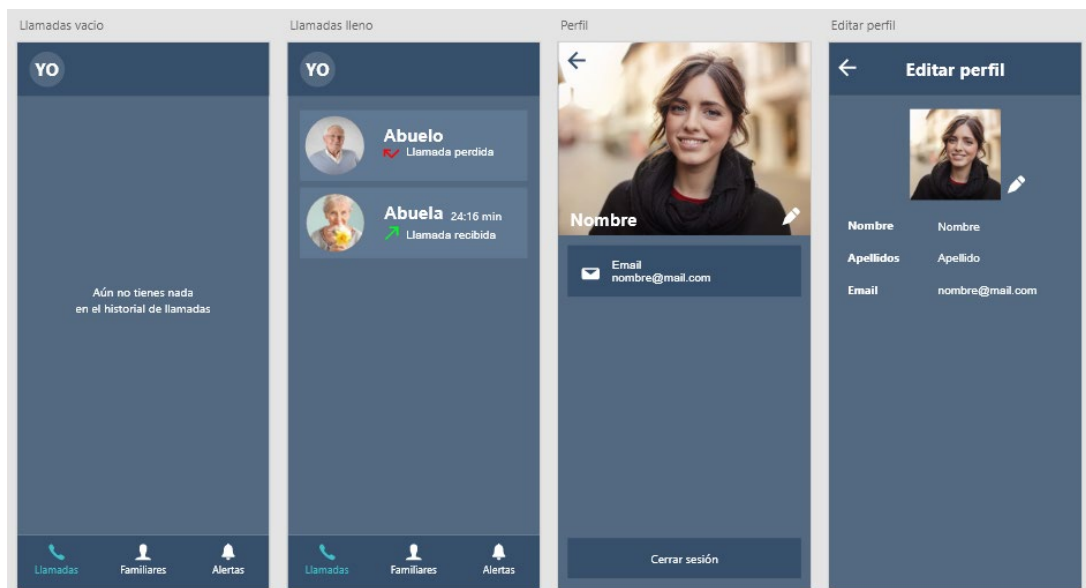 Llamadas vacio
YO
Aún no tienes nada
en el historial de llamadas
Llamadas Familiares Alertas
Llamadas lleno
YO
Abuelo
Llamada perdida
Abuela 24:16 min
Llamada recibida
Llamadas Familiares Alertas
Perfil
Nombre
Email
nombre@mail.com
Cerrar sesión
Editar perfil
Editar perfil
Nombre Nombre
Apellidos Apellido
Email nombre@mail.com